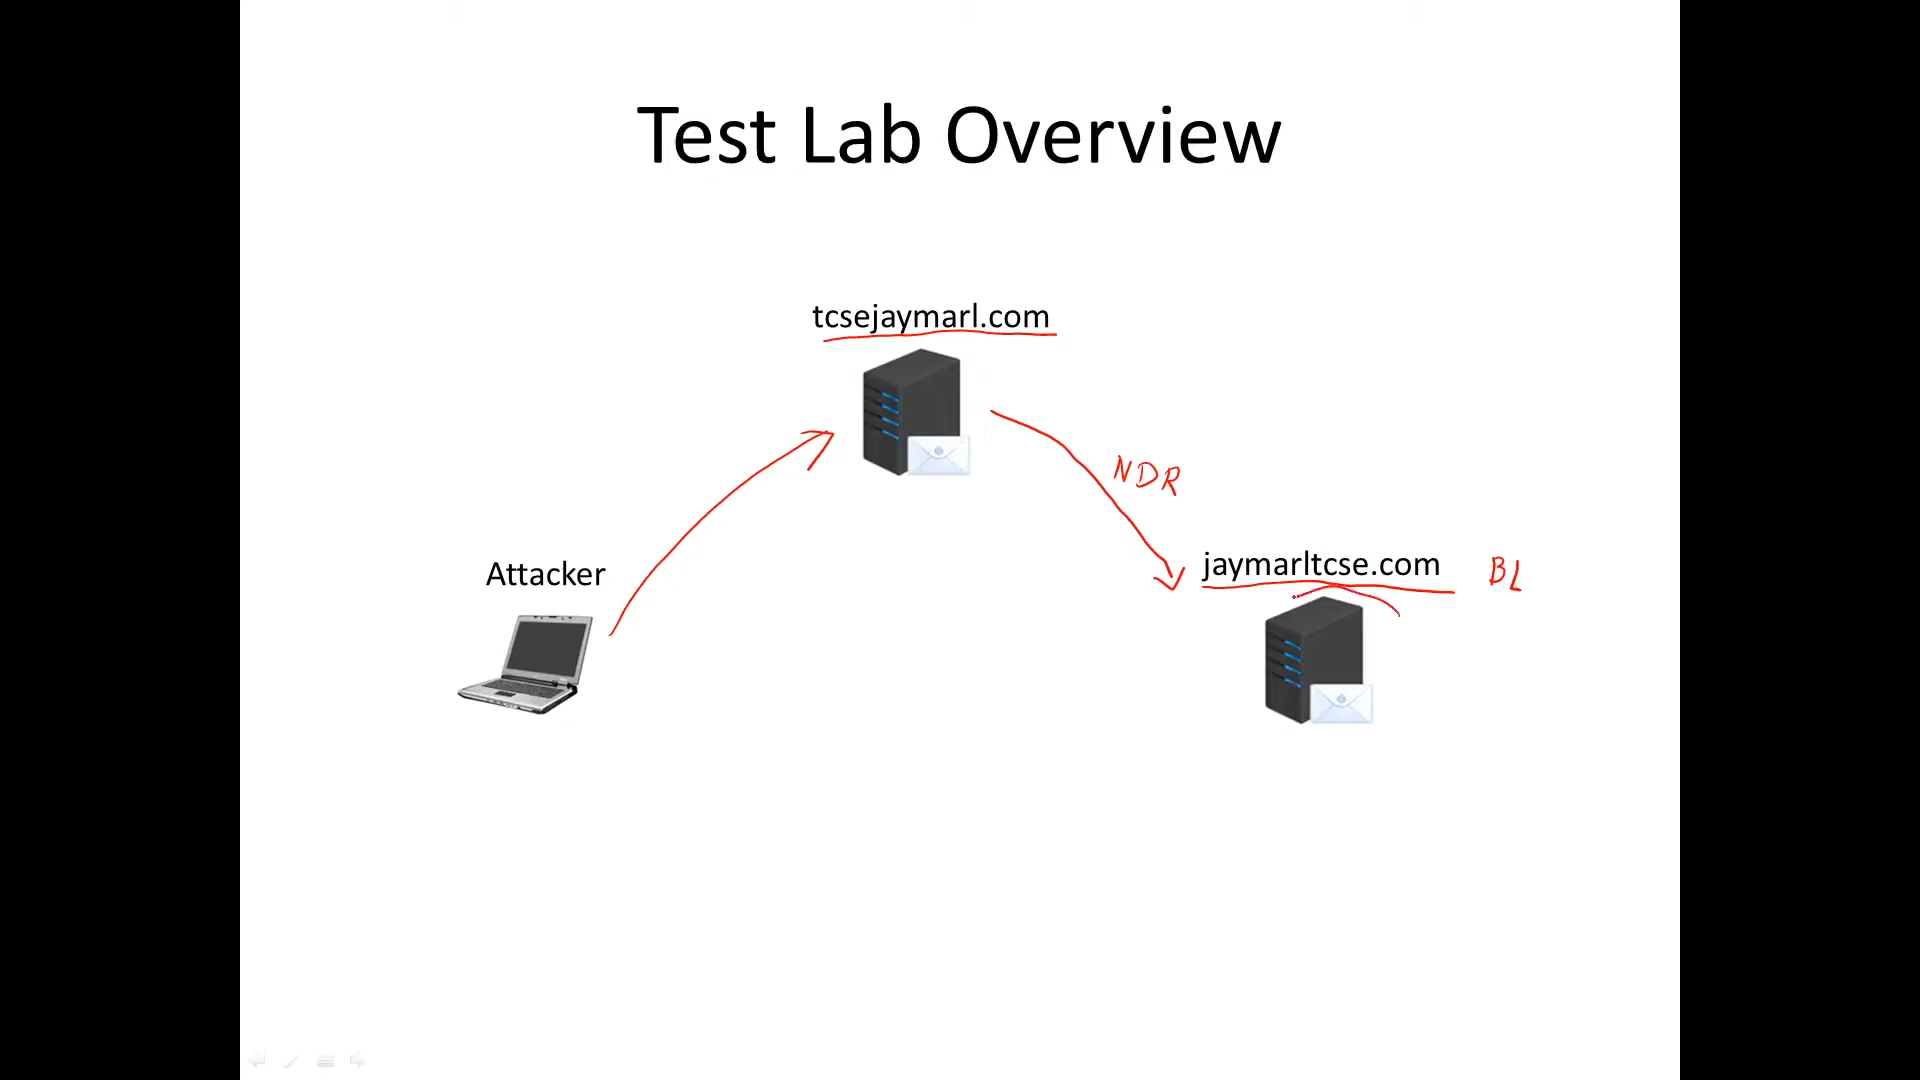 Test Lab Overview
tcsejaymarl.com
NDR
Attacker
jaymarltcse.com BL